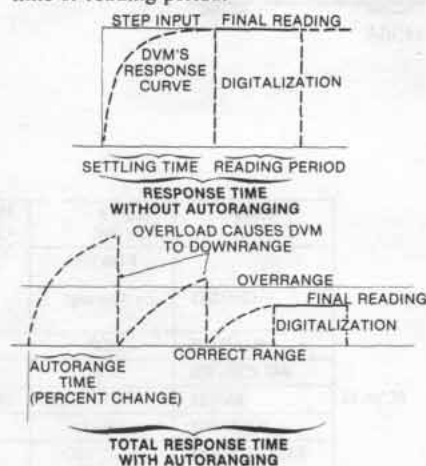 time of reading period.
STEP INPUT FINAL READING
DVM'S
RESPONSE
CURVE
DIGITALIZATION
SETTLING TIME READING PERIOD
RESPONSE TIME
WITHOUT AUTORANGING
OVERLOAD CAUSES DVM
TO DOWNRANGE
OVERRANGE
FINAL READING
DIGITALIZATION
CORRECT RANGE
AUTORANGE
TIME
(PERCENT CHANGE)
TOTAL RESPONSE TIME
WITH AUTORANGING